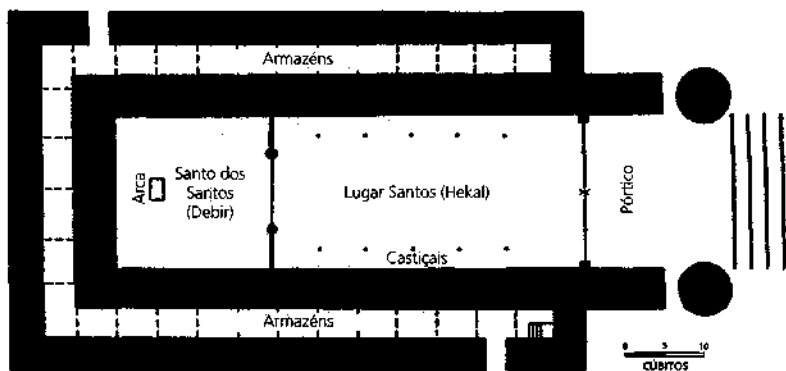 Armazéns
Arca
Santo dos
Santos
(Debir)
Lugar Santos (Hekal)
Pórtico
Castiçais
Armazéns
0 5 10
CÚBITOS